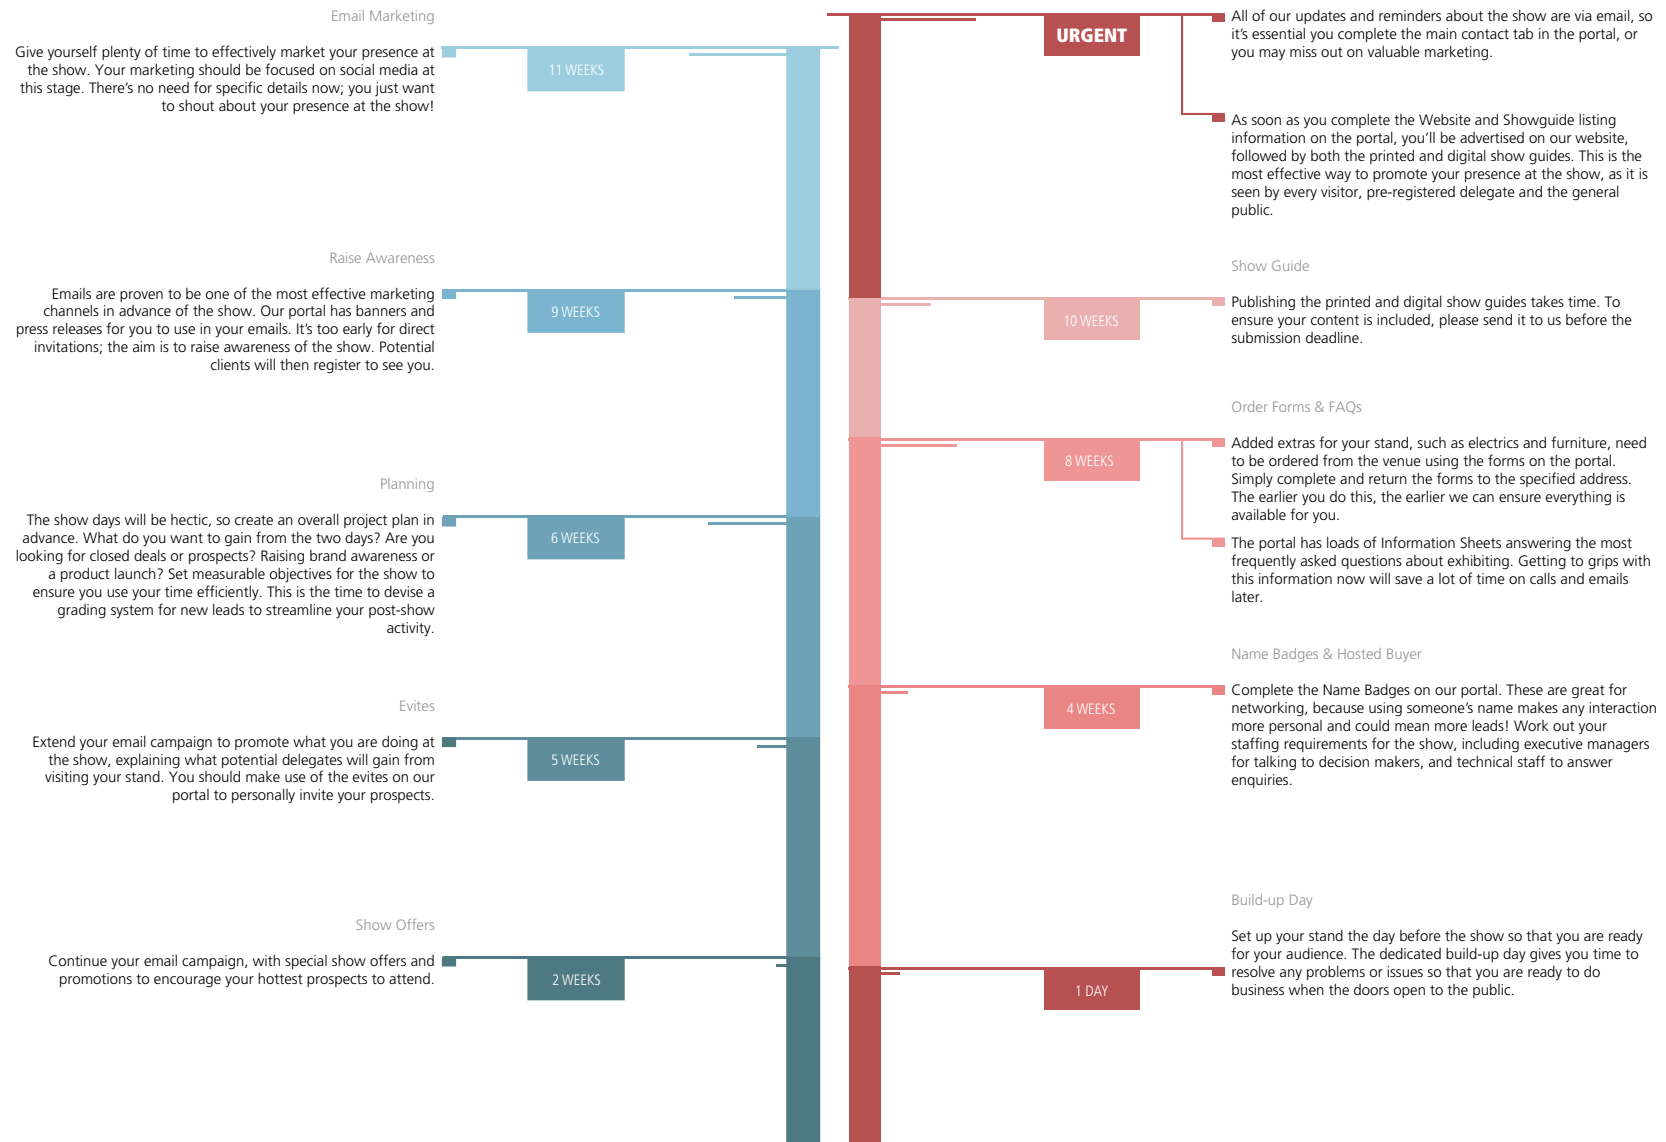 Email Marketing
Give yourself plenty of time to effectively market your presence at
the show. Your marketing should be focused on social media at
this stage. There’s no need for specific details now; you just want
to shout about your presence at the show!
11 WEEKS
Raise Awareness
Emails are proven to be one of the most effective marketing
channels in advance of the show. Our portal has banners and
press releases for you to use in your emails. It’s too early for direct
invitations; the aim is to raise awareness of the show. Potential
clients will then register to see you.
9 WEEKS
Planning
The show days will be hectic, so create an overall project plan in
advance. What do you want to gain from the two days? Are you
looking for closed deals or prospects? Raising brand awareness or
a product launch? Set measurable objectives for the show to
ensure you use your time efficiently. This is the time to devise a
grading system for new leads to streamline your post-show
activity.
6 WEEKS
Evites
Extend your email campaign to promote what you are doing at
the show, explaining what potential delegates will gain from
visiting your stand. You should make use of the evites on our
portal to personally invite your prospects.
5 WEEKS
Show Offers
Continue your email campaign, with special show offers and
promotions to encourage your hottest prospects to attend.
2 WEEKS
URGENT
All of our updates and reminders about the show are via email, so
it’s essential you complete the main contact tab in the portal, or
you may miss out on valuable marketing.
As soon as you complete the Website and Showguide listing
information on the portal, you’ll be advertised on our website,
followed by both the printed and digital show guides. This is the
most effective way to promote your presence at the show, as it is
seen by every visitor, pre-registered delegate and the general
public.
Show Guide
10 WEEKS
Publishing the printed and digital show guides takes time. To
ensure your content is included, please send it to us before the
submission deadline.
Order Forms & FAQs
8 WEEKS
Added extras for your stand, such as electrics and furniture, need
to be ordered from the venue using the forms on the portal.
Simply complete and return the forms to the specified address.
The earlier you do this, the earlier we can ensure everything is
available for you.
The portal has loads of Information Sheets answering the most
frequently asked questions about exhibiting. Getting to grips with
this information now will save a lot of time on calls and emails
later.
Name Badges & Hosted Buyer
4 WEEKS
Complete the Name Badges on our portal. These are great for
networking, because using someone’s name makes any interaction
more personal and could mean more leads! Work out your
staffing requirements for the show, including executive managers
for talking to decision makers, and technical staff to answer
enquiries.
Build-up Day
1 DAY
Set up your stand the day before the show so that you are ready
for your audience. The dedicated build-up day gives you time to
resolve any problems or issues so that you are ready to do
business when the doors open to the public.